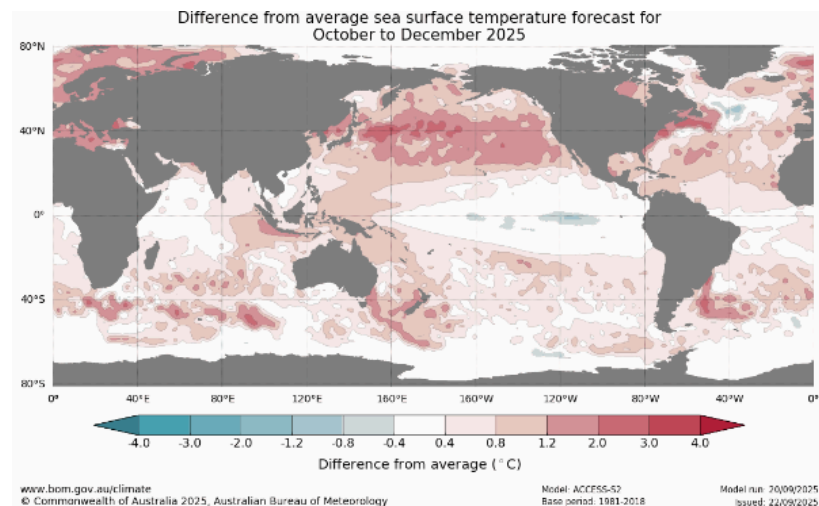 Difference from average sea surface temperature forecast for
October to December 2025
80°N
40°N
0°
40°S
80°S
0° 40°E 80°E 120°E 160°E 160°W 120°W 80°W 40°W 0°
-4.0 -3.0 -2.0 -1.2 -0.8 -0.4 0.4 0.8 1.2 2.0 3.0 4.0
Difference from average (°C)
www.bom.gov.au/climate Model: ACCESS-S2 Model run: 20/09/2025
© Commonwealth of Australia 2025, Australian Bureau of Meteorology Base period: 1981-2018 Issued: 22/09/2025